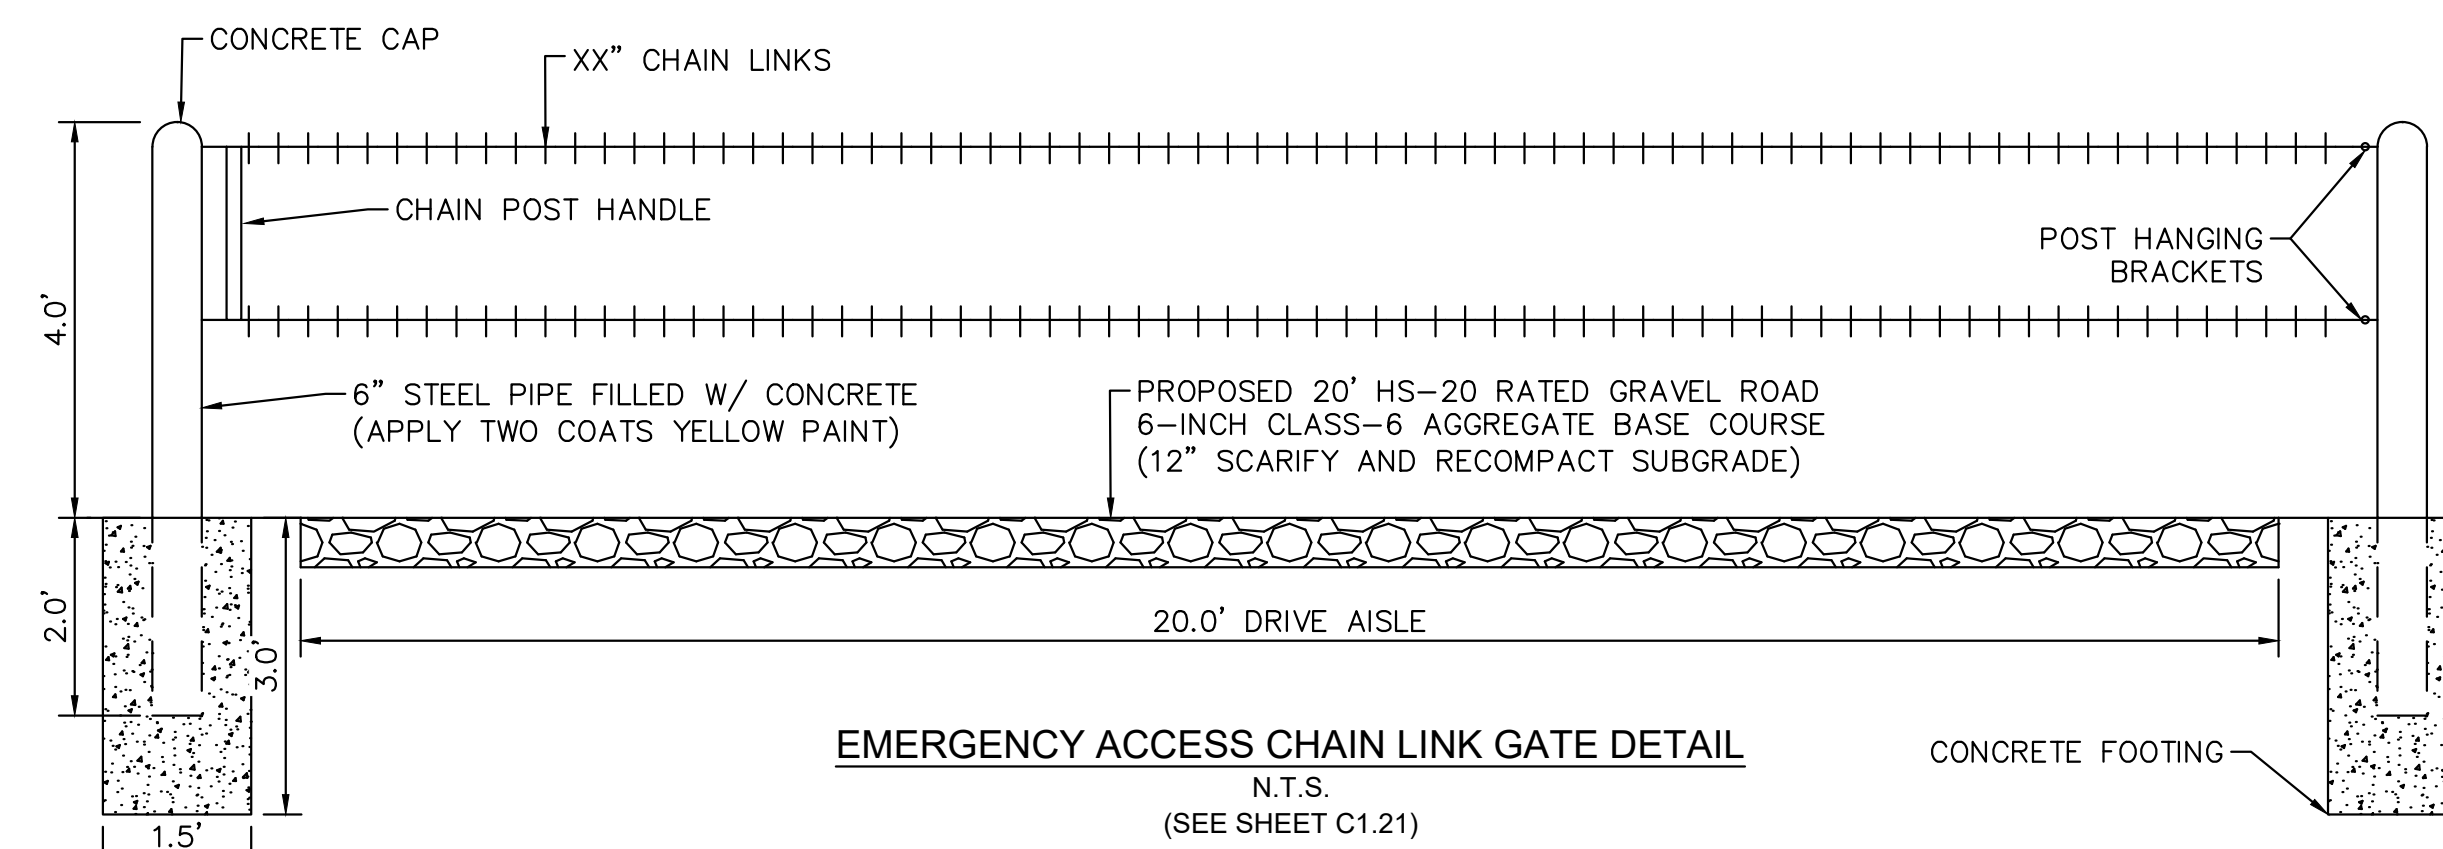 CONCRETE CAP
XX" CHAIN LINKS
CHAIN POST HANDLE
POST HANGING
BRACKETS
4.0'
6" STEEL PIPE FILLED W/ CONCRETE
(APPLY TWO COATS YELLOW PAINT)
PROPOSED 20' HS-20 RATED GRAVEL ROAD
6-INCH CLASS-6 AGGREGATE BASE COURSE
(12" SCARIFY AND RECOMPACT SUBGRADE)
2.0'
3.0'
20.0' DRIVE AISLE
EMERGENCY ACCESS CHAIN LINK GATE DETAIL
N.T.S.
(SEE SHEET C1.21)
CONCRETE FOOTING
1.5'